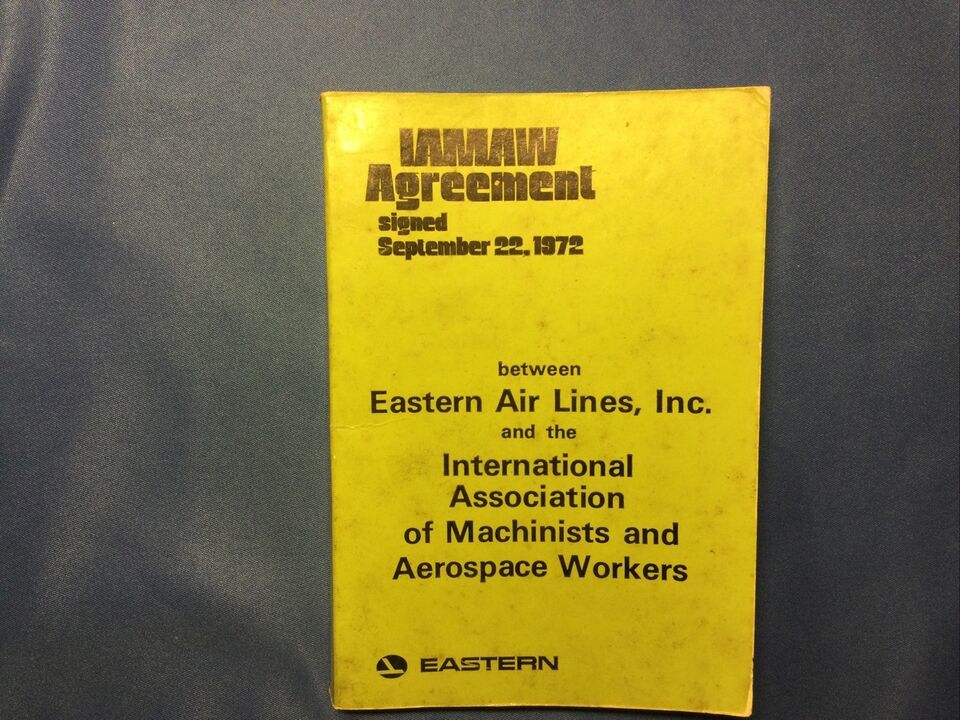 IAMAW
Agreement
signed
September 22, 1972
between
Eastern Air Lines, Inc.
and the
International
Association
of Machinists and
Aerospace Workers
EASTERN